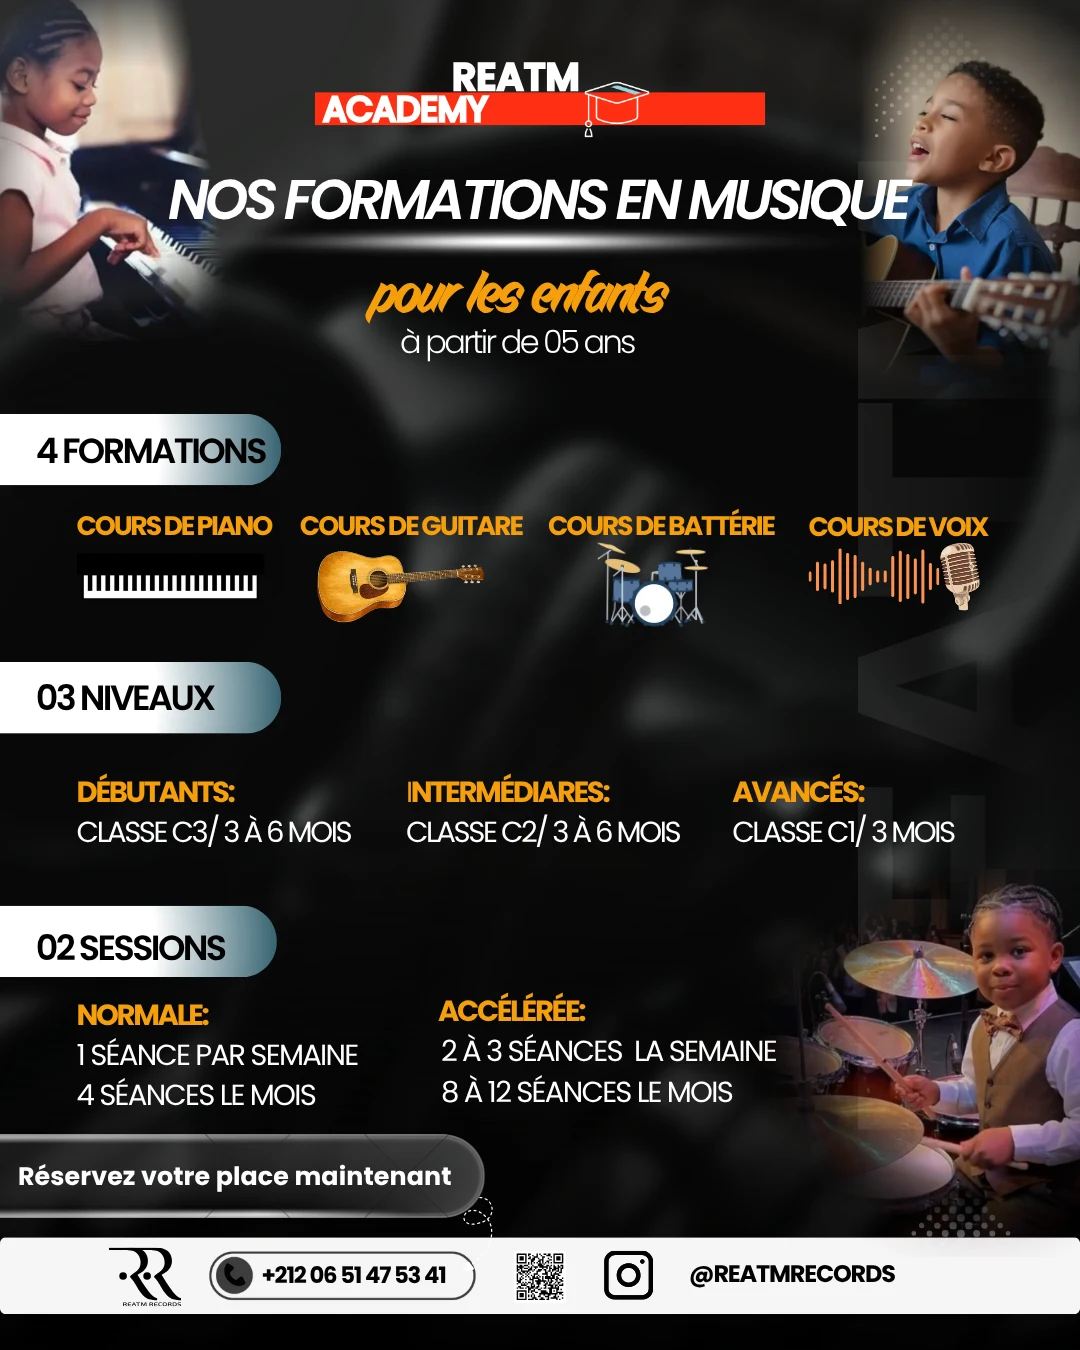 REATM
ACADEMY
NOS FORMATIONS EN MUSIQUE
pour les enfants
à partir de 05 ans
4 FORMATIONS
COURS DE PIANO
COURS DE GUITARE
COURS DE BATTÉRIE
COURS DE VOIX
03 NIVEAUX
DÉBUTANTS:
CLASSE C3/ 3 À 6 MOIS
INTERMÉDIARES:
CLASSE C2/ 3 À 6 MOIS
AVANCÉS:
CLASSE C1/ 3 MOIS
02 SESSIONS
NORMALE:
1 SÉANCE PAR SEMAINE
4 SÉANCES LE MOIS
ACCÉLÉRÉE:
2 À 3 SÉANCES LA SEMAINE
8 À 12 SÉANCES LE MOIS
Réservez votre place maintenant
RR
REATM RECORDS
+212 06 51 47 53 41
@REATMRECORDS